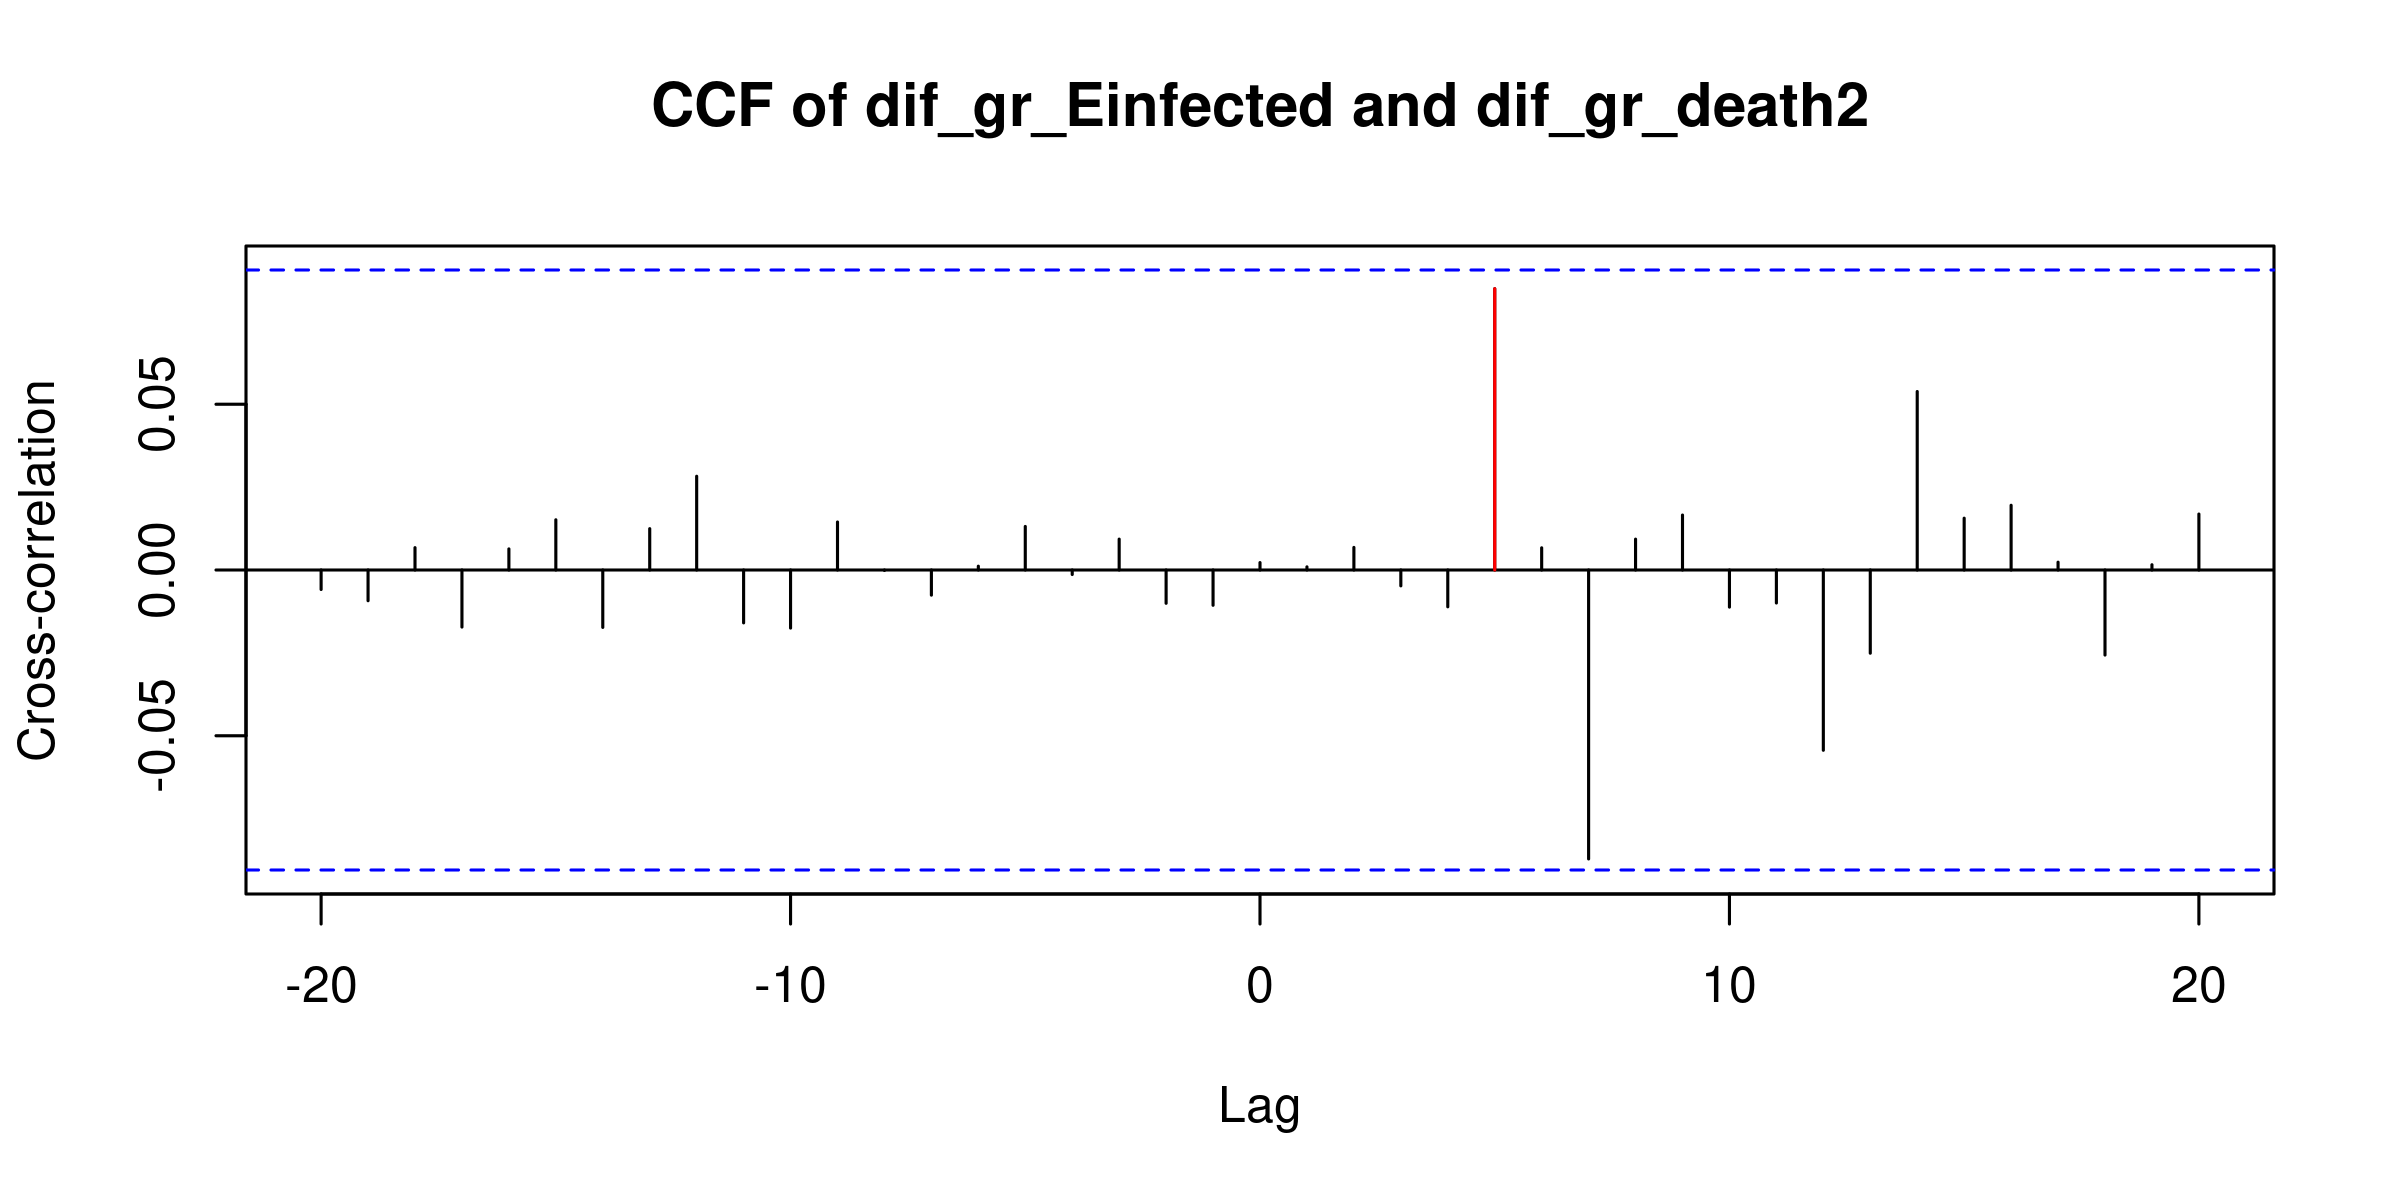 CCF of dif_gr_Einfected and dif_gr_death2
Cross-correlation
0.05
0.00
-0.05
-20 -10 0 10 20
Lag